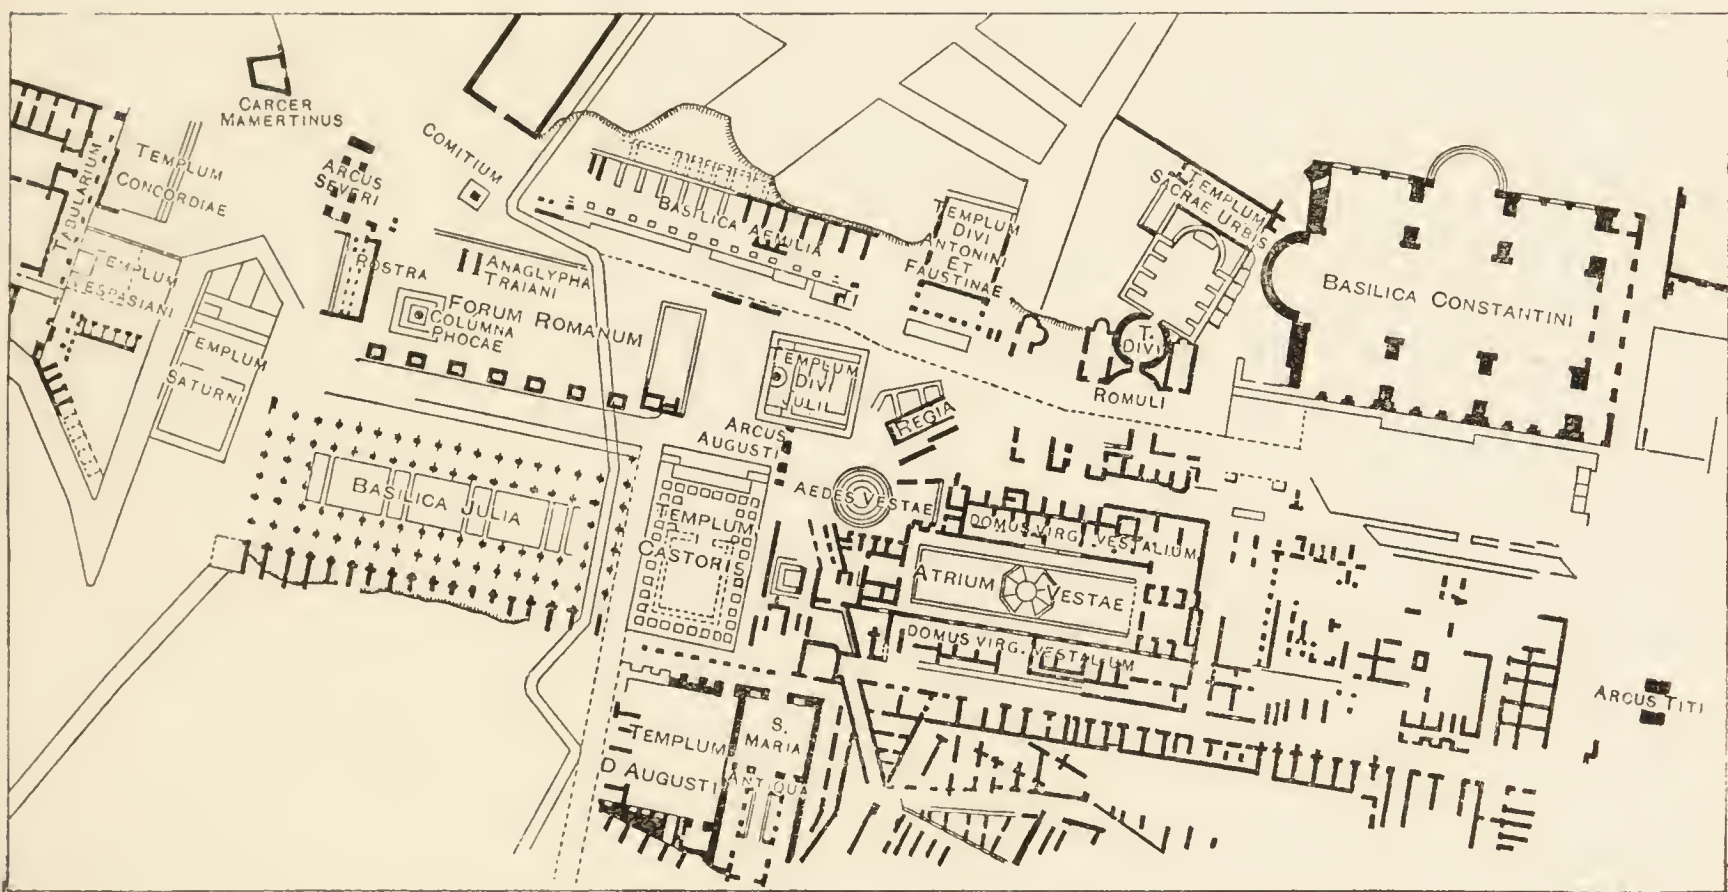 CARCER
MAMERTINUS
TABULARIUM
TEMPLUM
CONCORDIAE
ARCUS
SEVERI
COMITIUM
BASILICA AEMILIA
TEMPLUM
DIVI
ANTONINI
ET
FAUSTINAE
TEMPLUM
SACRAE URBIS
BASILICA CONSTANTINI
TEMPLUM
VESPASIANI
ROSTRA
ANAGLYPHA
TRAIANI
FORUM ROMANUM
COLUMNA
PHOCAE
TEMPLUM
SATURNI
TEMPLUM
DIVI
JULII
T.
DIVI
ROMULI
REGIA
ARCUS
AUGUSTI
BASILICA JULIA
AEDES VESTAE
TEMPLUM
CASTORIS
DOMUS VIRG. VESTALIUM
ATRIUM VESTAE
DOMUS VIRG. VESTALIUM
ARCUS TITI
TEMPLUM
D AUGUSTI
S.
MARIA
ANTIQUA